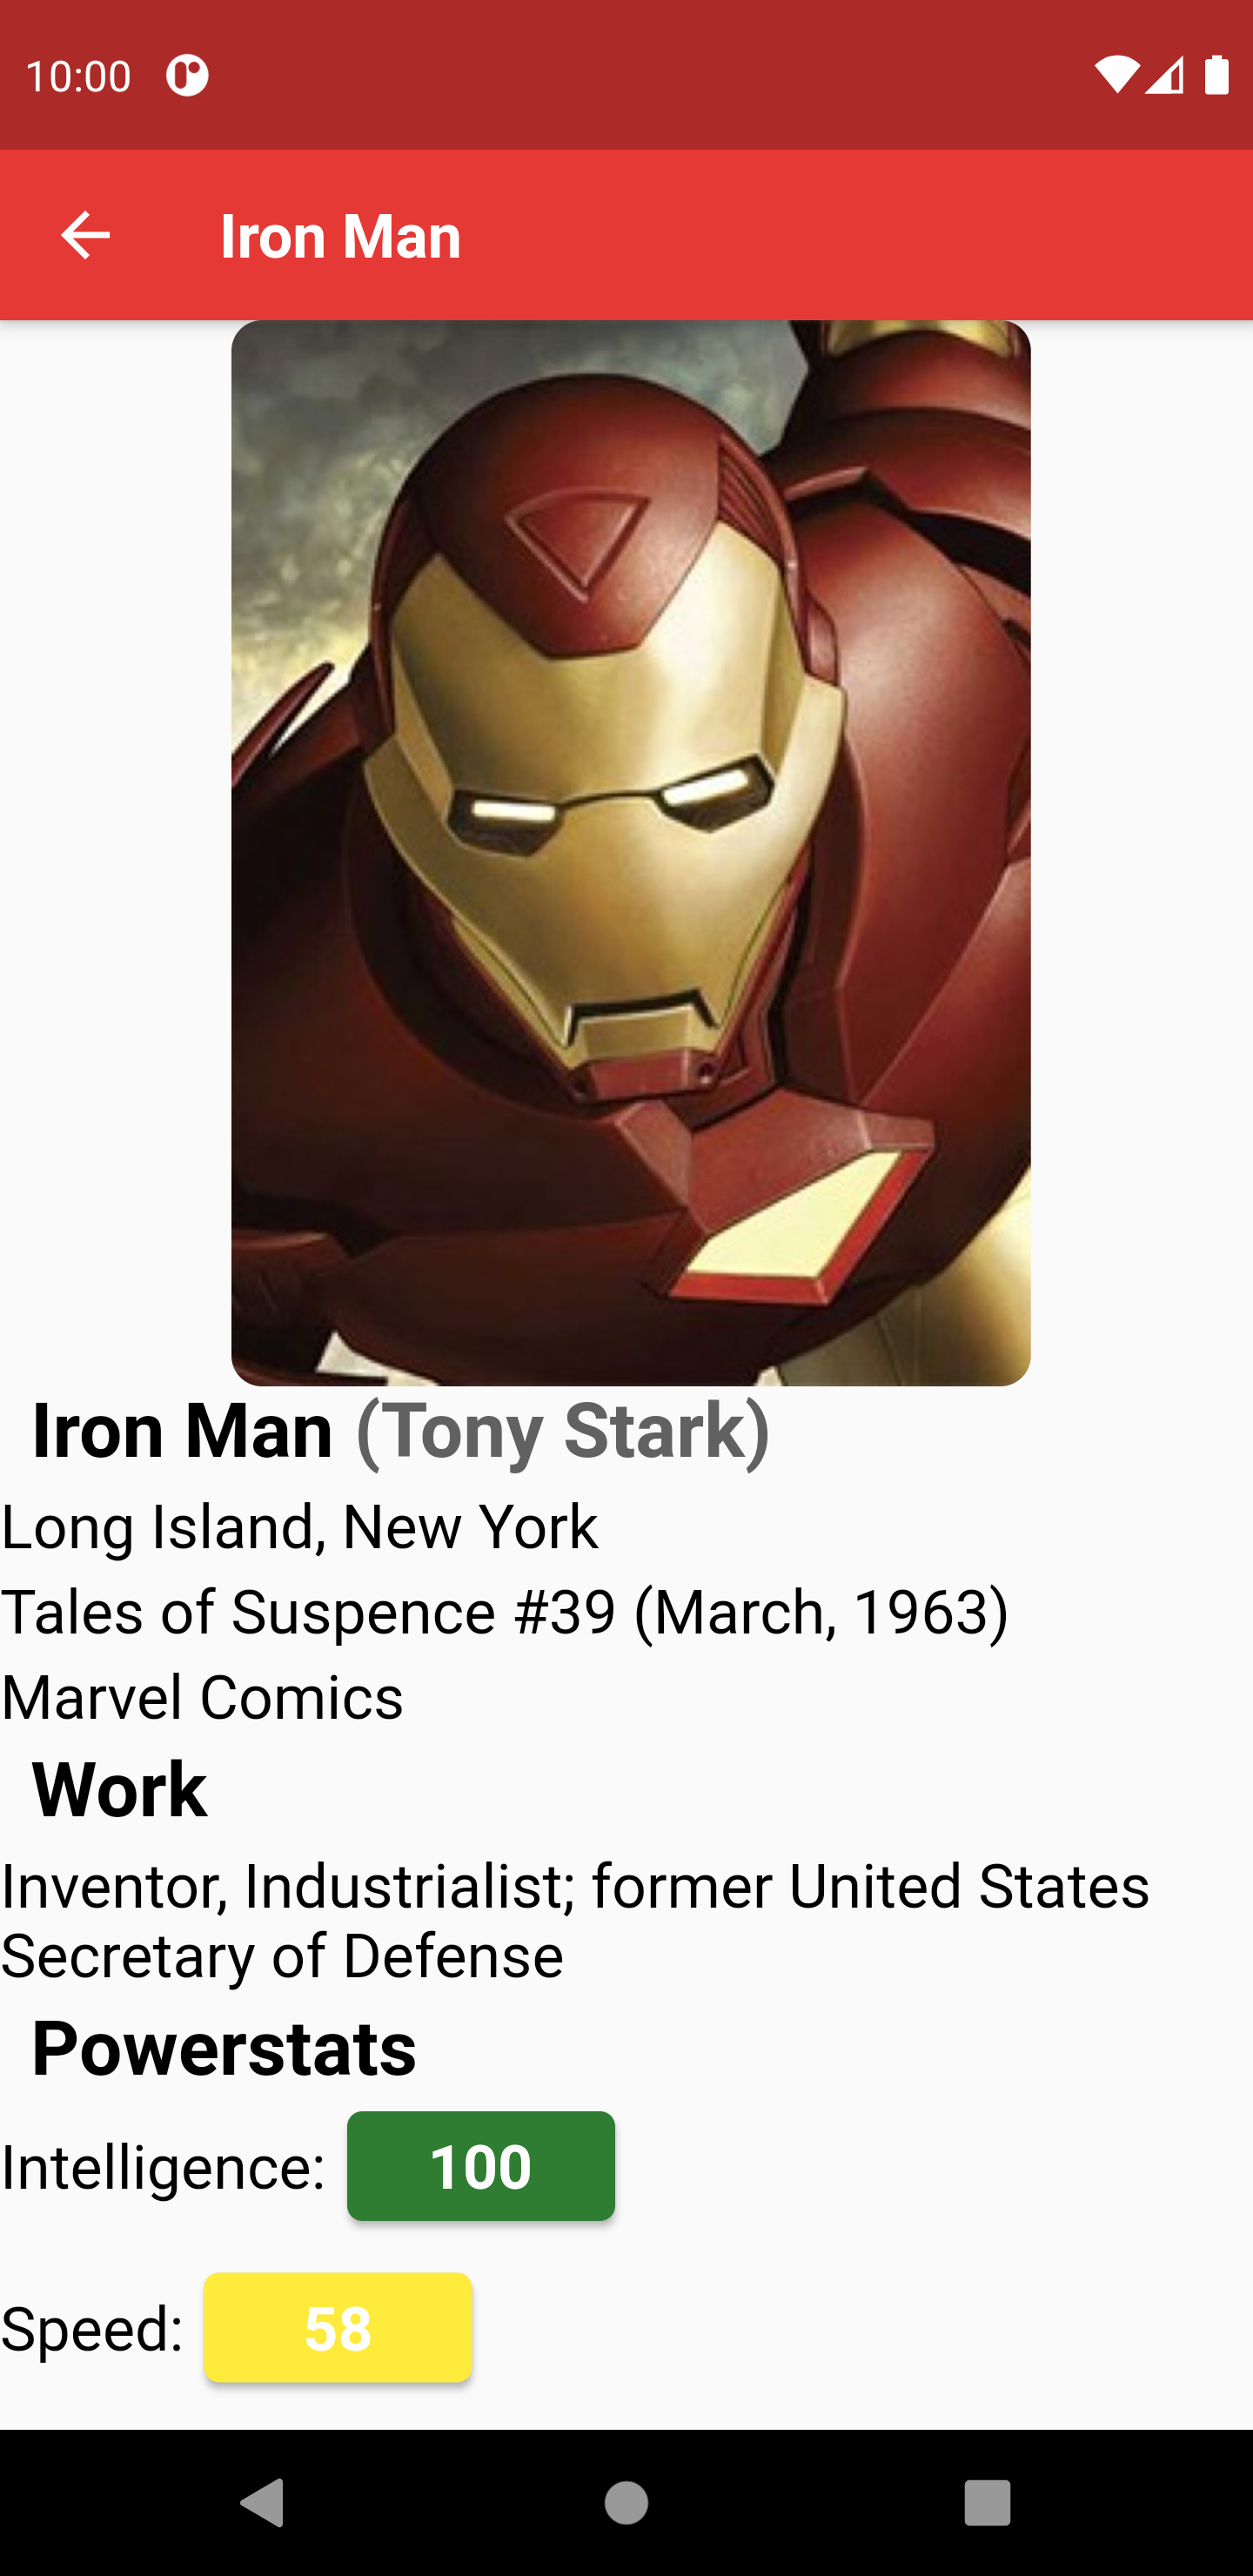 10:00
Iron Man
Iron Man (Tony Stark)
Long Island, New York
Tales of Suspence #39 (March, 1963)
Marvel Comics
Work
Inventor, Industrialist; former United States
Secretary of Defense
Powerstats
Intelligence: 100
Speed: 58